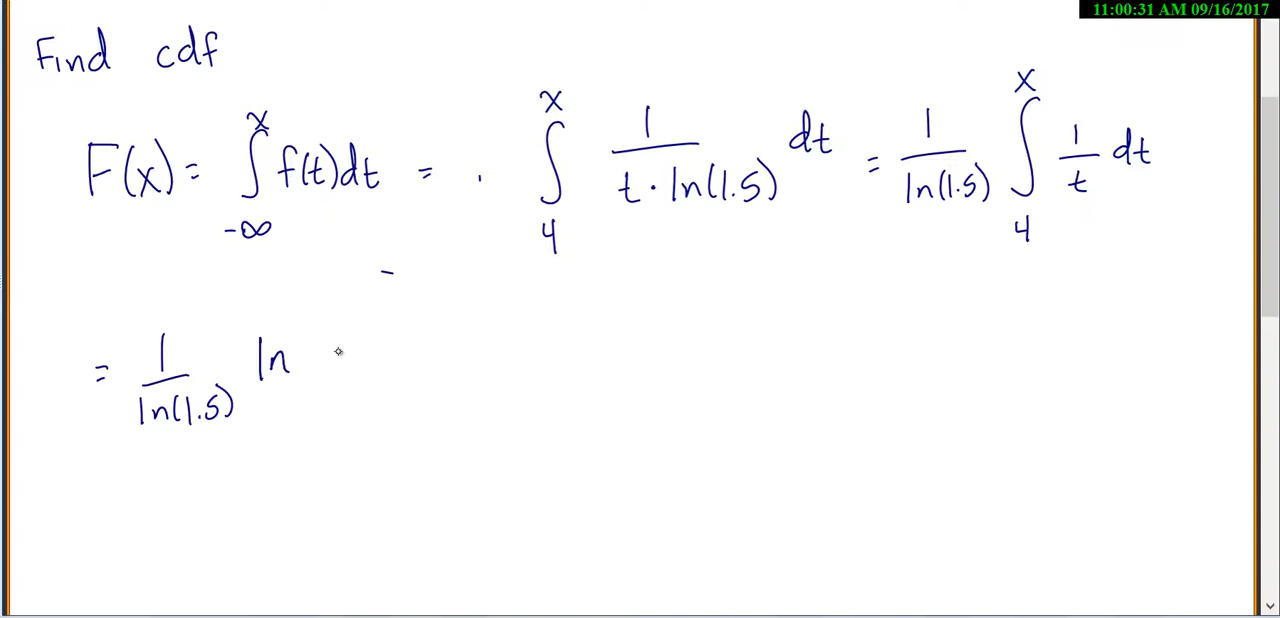 11:00:31 AM 09/16/2017
Find cdf
F(x) = ∫_{-∞}^{x} f(t)dt = . ∫_{4}^{x} 1/(t · ln(1.5)) dt = 1/ln(1.5) ∫_{4}^{x} 1/t dt
-
= 1/ln(1.5) ln